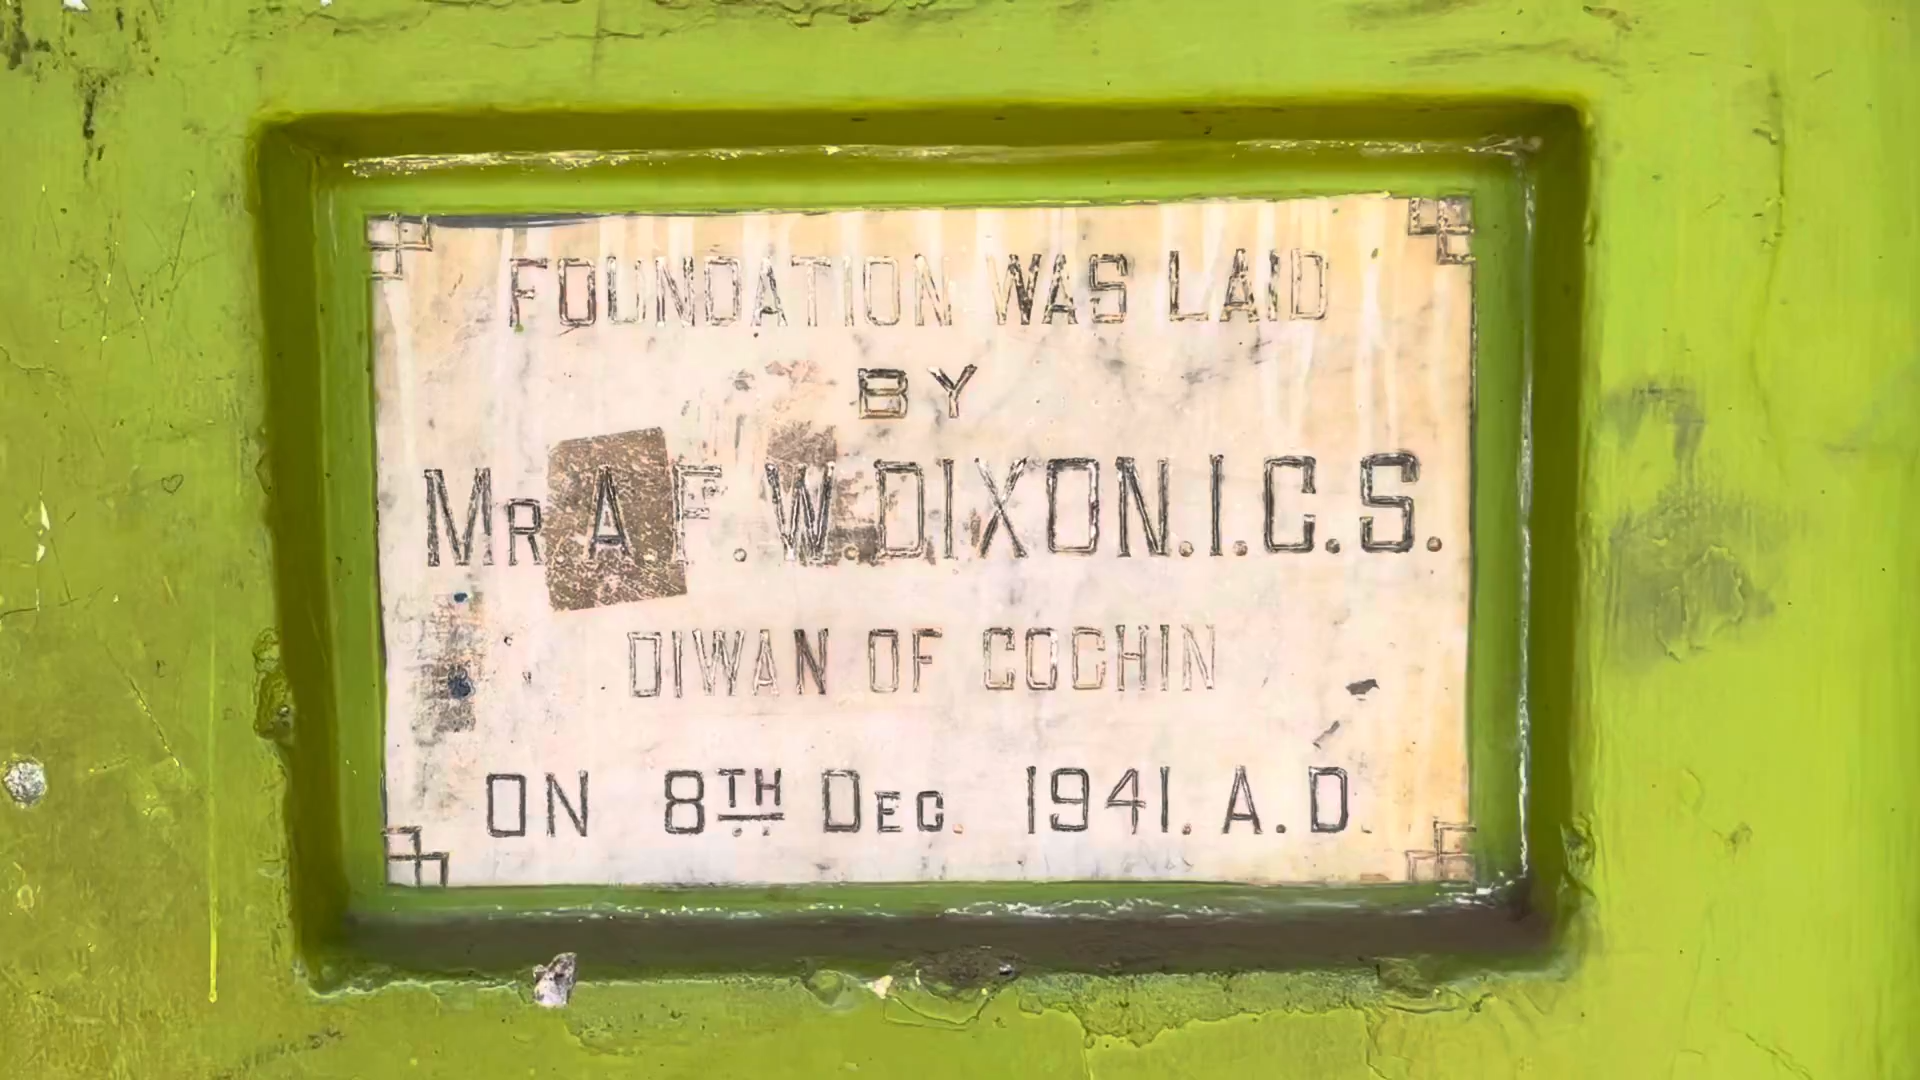 FOUNDATION WAS LAID
BY
MR A F. W. DIXON. I. C. S.
DIWAN OF COCHIN
ON 8TH DEC. 1941. A. D.